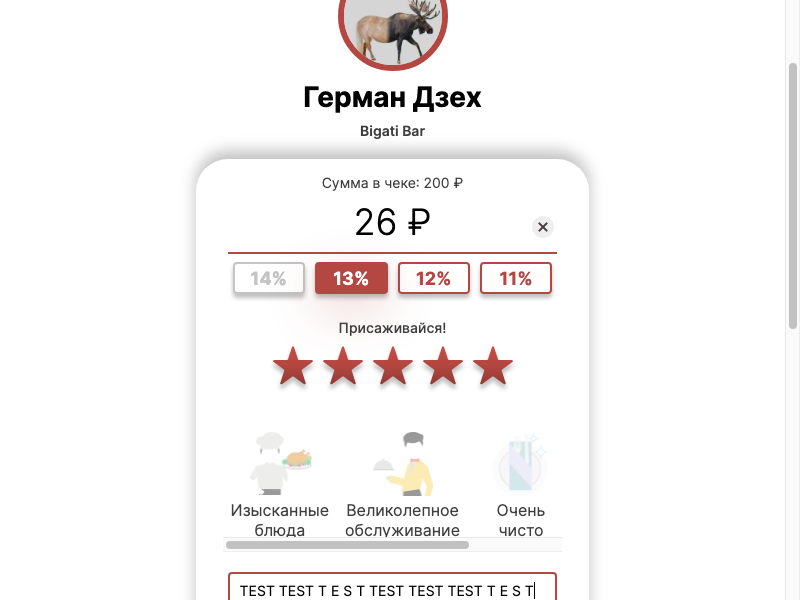 Герман Дзех
Bigati Bar
Сумма в чеке: 200 ₽
26 ₽
14% 13% 12% 11%
Присаживайся!
Изысканные блюда
Великолепное обслуживание
Очень чисто
TEST TEST T E S T TEST TEST TEST T E S T